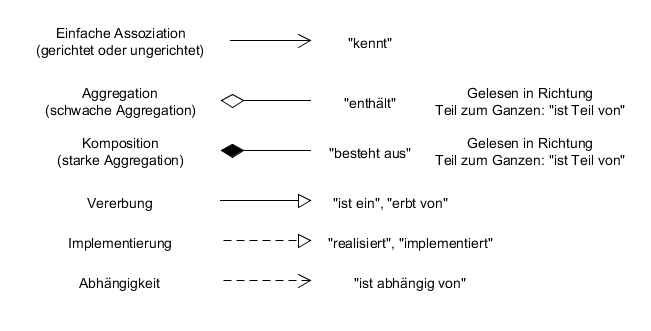 Einfache Assoziation
(gerichtet oder ungerichtet)
"kennt"
Aggregation
(schwache Aggregation)
"enthält"
Gelesen in Richtung
Teil zum Ganzen: "ist Teil von"
Komposition
(starke Aggregation)
"besteht aus"
Gelesen in Richtung
Teil zum Ganzen: "ist Teil von"
Vererbung
"ist ein", "erbt von"
Implementierung
"realisiert", "implementiert"
Abhängigkeit
"ist abhängig von"